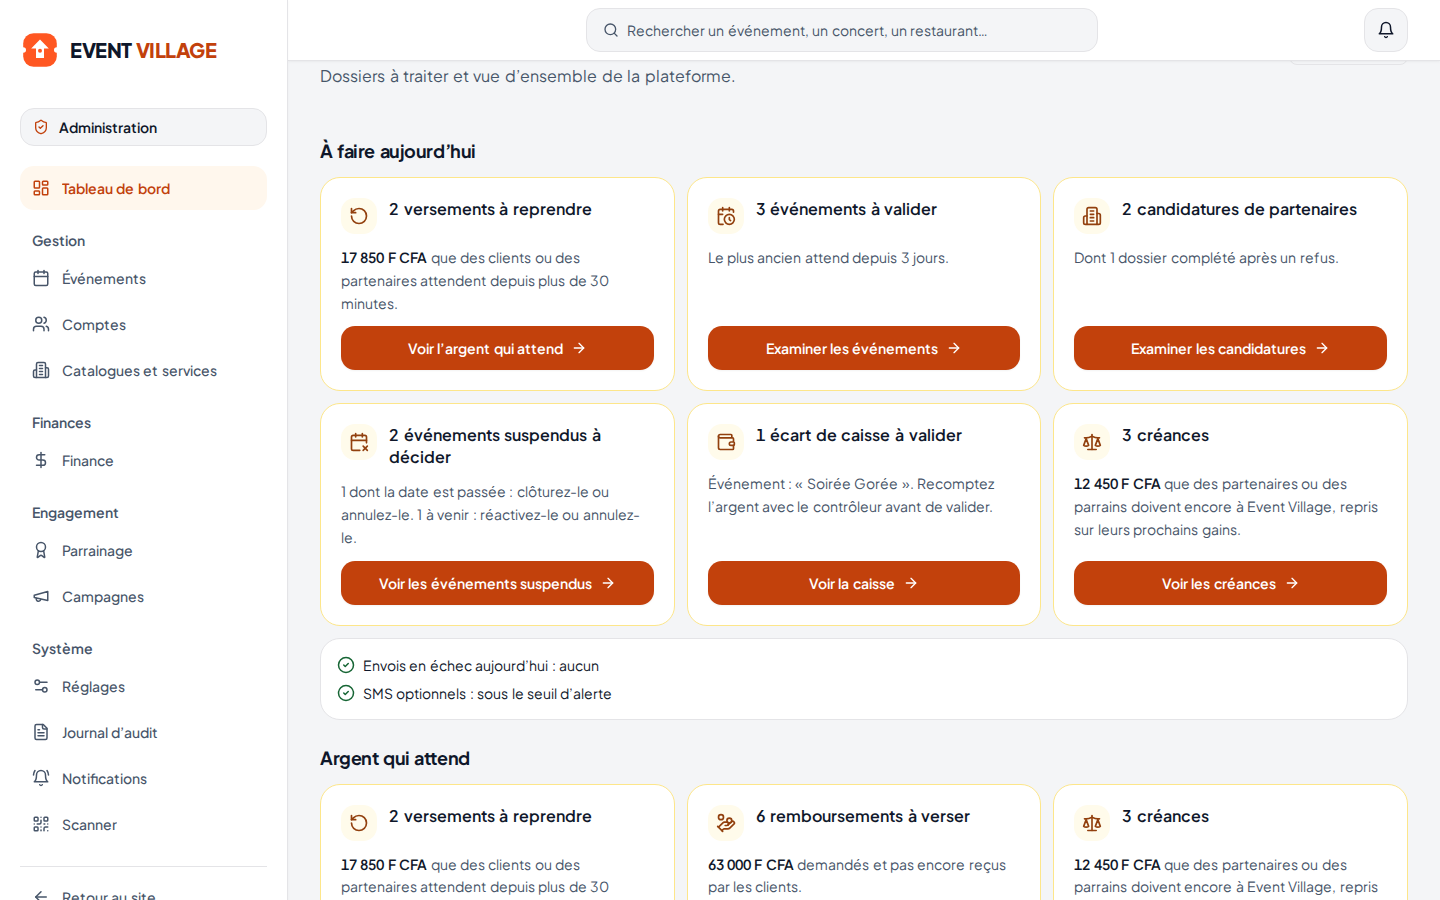 EVENT VILLAGE
Rechercher un événement, un concert, un restaurant...
Administration
Tableau de bord
Gestion
Événements
Comptes
Catalogues et services
Finances
Finance
Engagement
Parrainage
Campagnes
Système
Réglages
Journal d’audit
Notifications
Scanner
Retour au site
Dossiers à traiter et vue d’ensemble de la plateforme.
À faire aujourd’hui
2 versements à reprendre
17 850 F CFA que des clients ou des
partenaires attendent depuis plus de 30
minutes.
Voir l’argent qui attend
3 événements à valider
Le plus ancien attend depuis 3 jours.
Examiner les événements
2 candidatures de partenaires
Dont 1 dossier complété après un refus.
Examiner les candidatures
2 événements suspendus à
décider
1 dont la date est passée : clôturez-le ou
annulez-le. 1 à venir : réactivez-le ou annulez-
le.
Voir les événements suspendus
1 écart de caisse à valider
Événement : « Soirée Gorée ». Recomptez
l’argent avec le contrôleur avant de valider.
Voir la caisse
3 créances
12 450 F CFA que des partenaires ou des
parrains doivent encore à Event Village, repris
sur leurs prochains gains.
Voir les créances
Envois en échec aujourd’hui : aucun
SMS optionnels : sous le seuil d’alerte
Argent qui attend
2 versements à reprendre
17 850 F CFA que des clients ou des
partenaires attendent depuis plus de 30
6 remboursements à verser
63 000 F CFA demandés et pas encore reçus
par les clients.
3 créances
12 450 F CFA que des partenaires ou des
parrains doivent encore à Event Village, repris